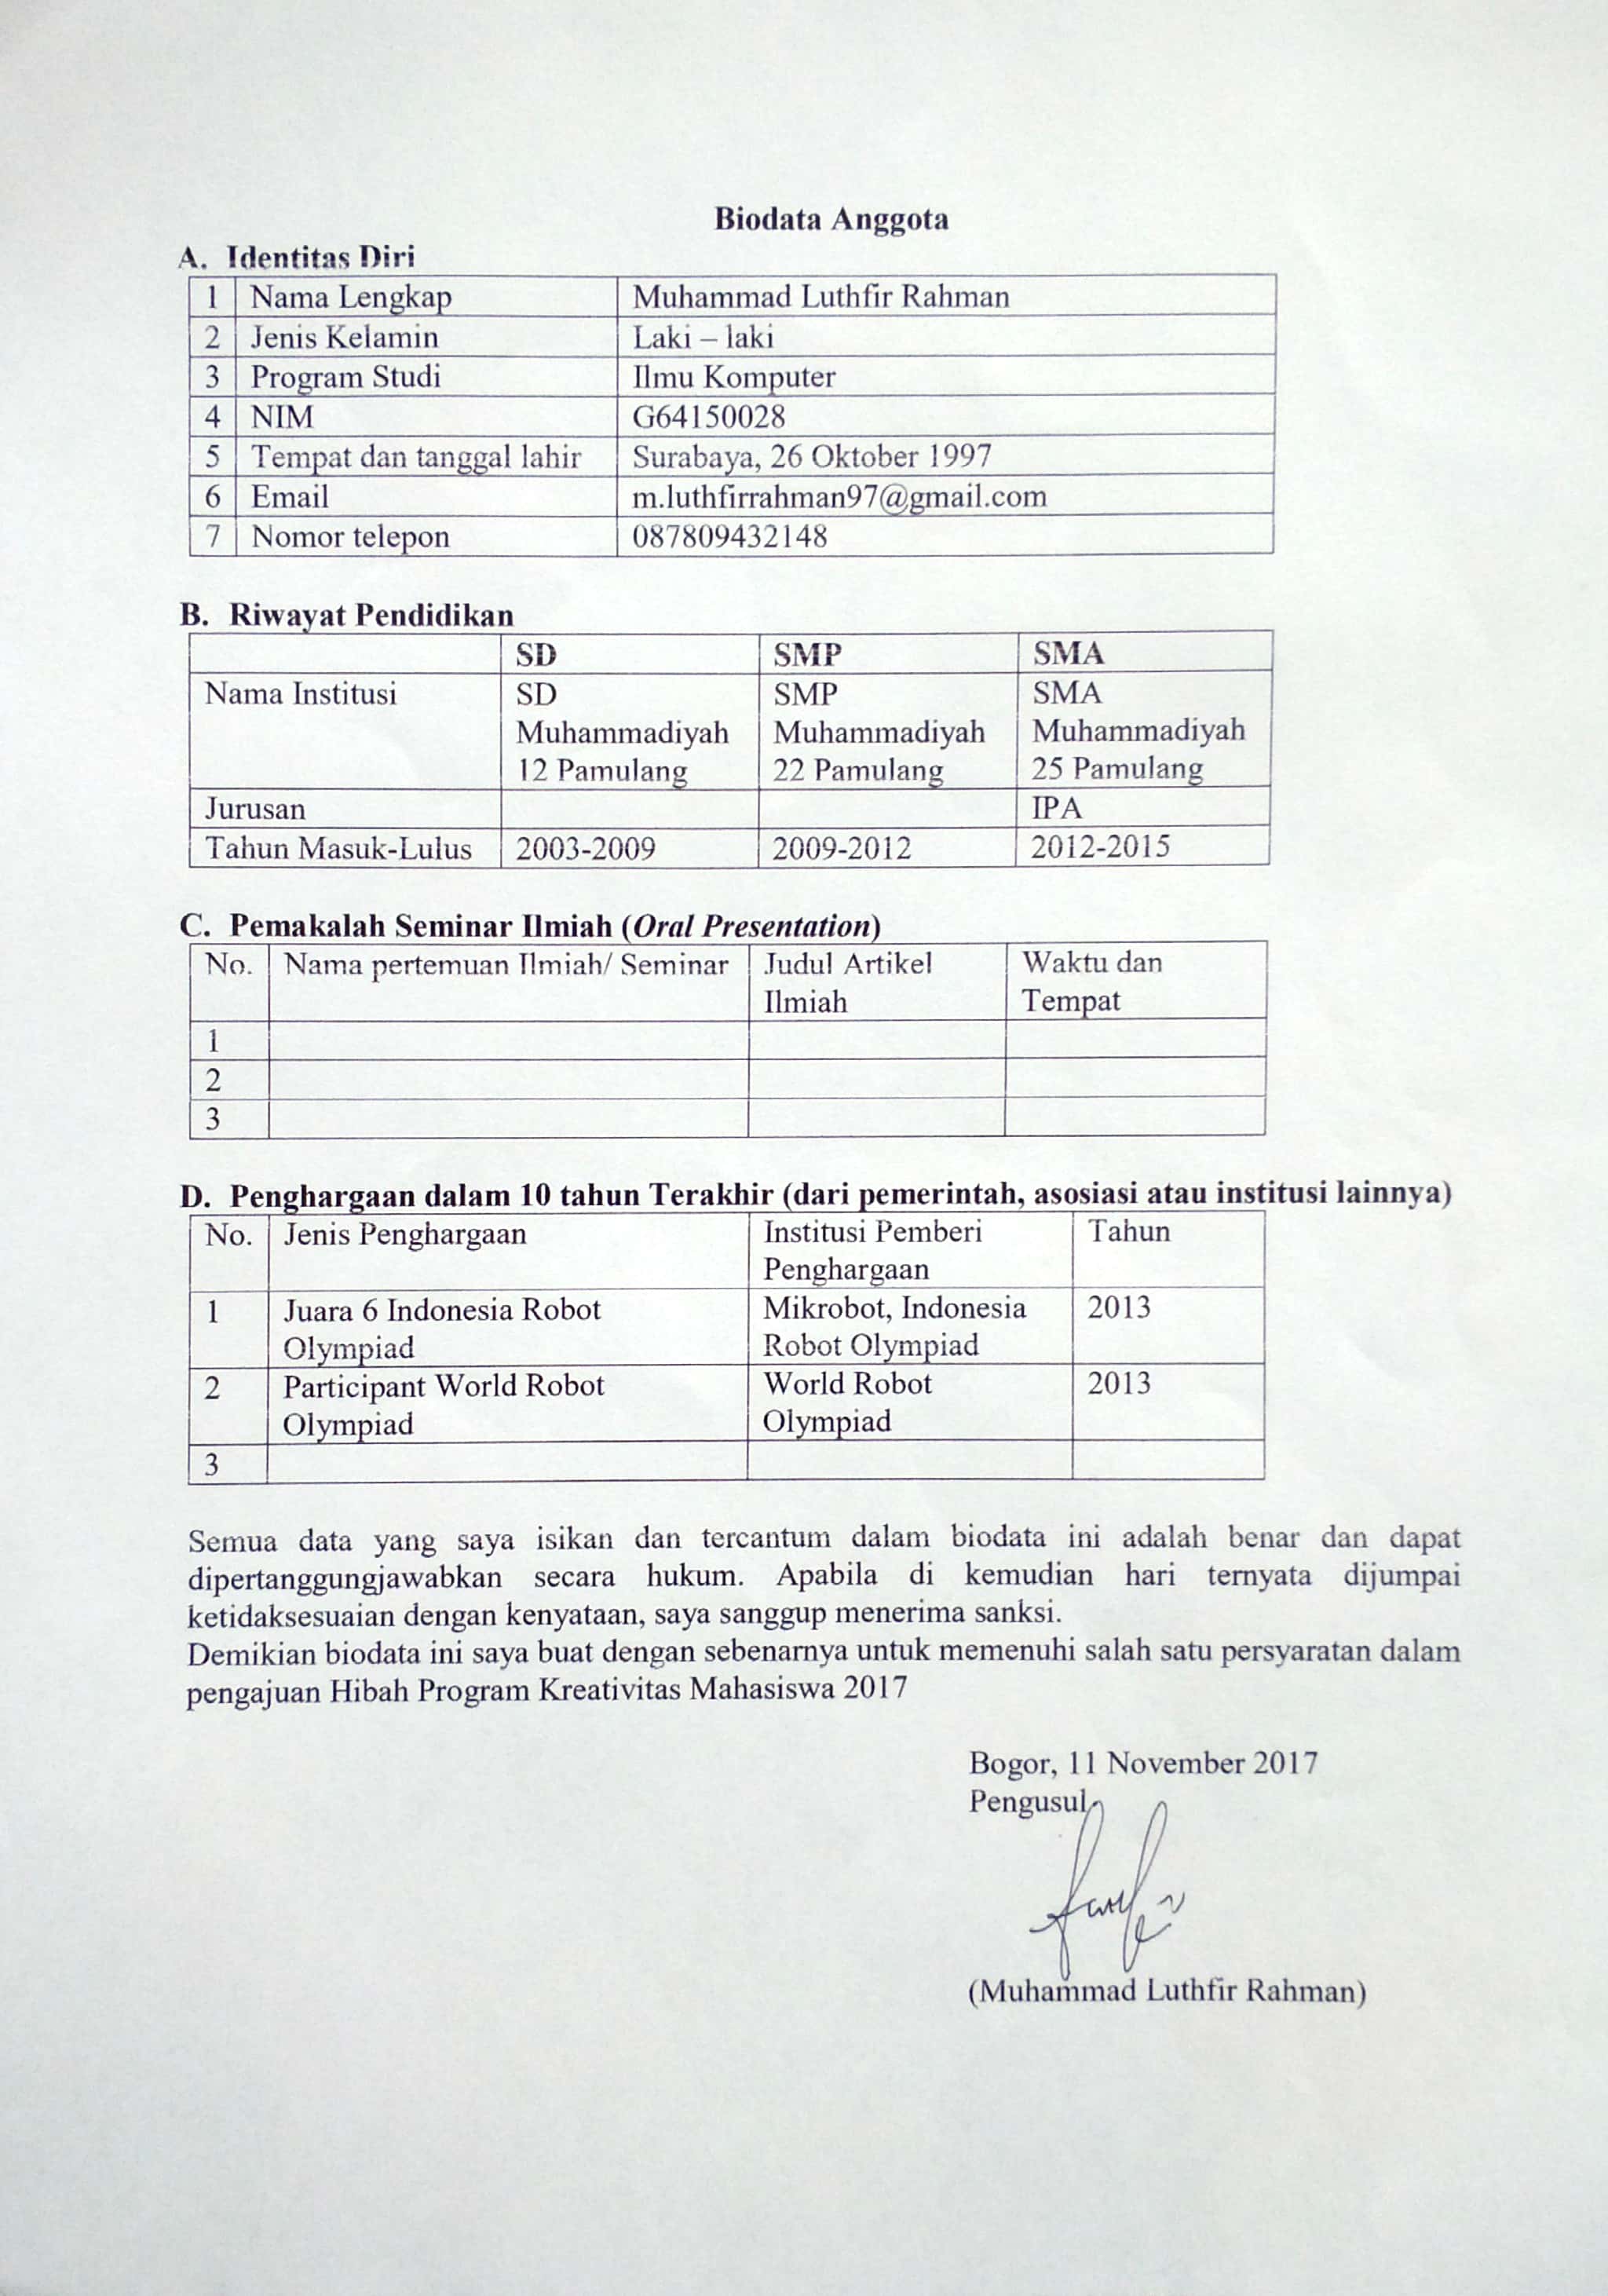 Biodata Anggota
A. Identitas Diri
1 Nama Lengkap Muhammad Luthfir Rahman
2 Jenis Kelamin Laki – laki
3 Program Studi Ilmu Komputer
4 NIM G64150028
5 Tempat dan tanggal lahir Surabaya, 26 Oktober 1997
6 Email m.luthfirrahman97@gmail.com
7 Nomor telepon 087809432148
B. Riwayat Pendidikan
SD SMP SMA
Nama Institusi SD SMP SMA
Muhammadiyah Muhammadiyah Muhammadiyah
12 Pamulang 22 Pamulang 25 Pamulang
Jurusan IPA
Tahun Masuk-Lulus 2003-2009 2009-2012 2012-2015
C. Pemakalah Seminar Ilmiah (Oral Presentation)
No. Nama pertemuan Ilmiah/ Seminar Judul Artikel Waktu dan
Ilmiah Tempat
1
2
3
D. Penghargaan dalam 10 tahun Terakhir (dari pemerintah, asosiasi atau institusi lainnya)
No. Jenis Penghargaan Institusi Pemberi Tahun
Penghargaan
1 Juara 6 Indonesia Robot Mikrobot, Indonesia 2013
Olympiad Robot Olympiad
2 Participant World Robot World Robot 2013
Olympiad Olympiad
3
Semua data yang saya isikan dan tercantum dalam biodata ini adalah benar dan dapat
dipertanggungjawabkan secara hukum. Apabila di kemudian hari ternyata dijumpai
ketidaksesuaian dengan kenyataan, saya sanggup menerima sanksi.
Demikian biodata ini saya buat dengan sebenarnya untuk memenuhi salah satu persyaratan dalam
pengajuan Hibah Program Kreativitas Mahasiswa 2017
Bogor, 11 November 2017
Pengusul
(Muhammad Luthfir Rahman)